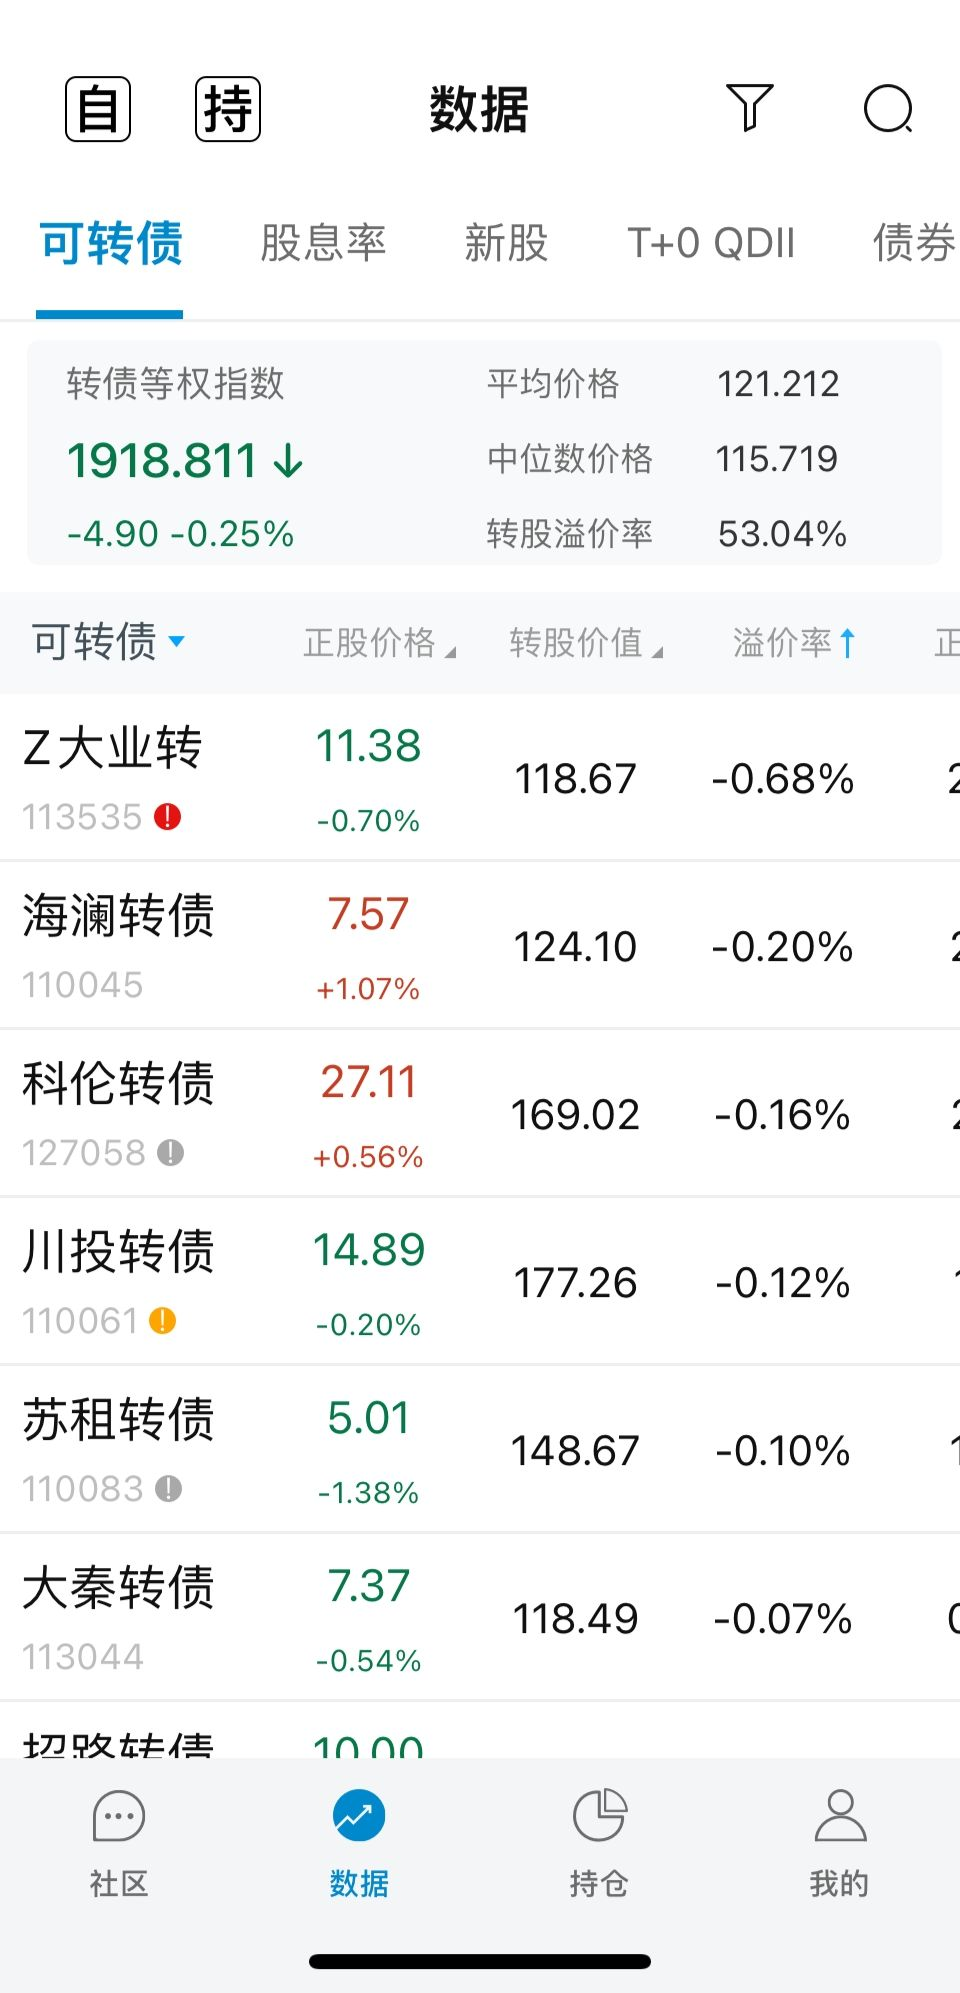 自 持 数据
可转债 股息率 新股 T+0 QDII 债券
转债等权指数 平均价格 121.212
1918.811↓ 中位数价格 115.719
-4.90 -0.25% 转股溢价率 53.04%
可转债 正股价格 转股价值 溢价率↑ 正
Z大业转 11.38 118.67 -0.68% 2
113535 -0.70%
海澜转债 7.57 124.10 -0.20% 2
110045 +1.07%
科伦转债 27.11 169.02 -0.16% 2
127058 +0.56%
川投转债 14.89 177.26 -0.12% 1
110061 -0.20%
苏租转债 5.01 148.67 -0.10% 1
110083 -1.38%
大秦转债 7.37 118.49 -0.07% 0
113044 -0.54%
招路转债 10.00
社区 数据 持仓 我的